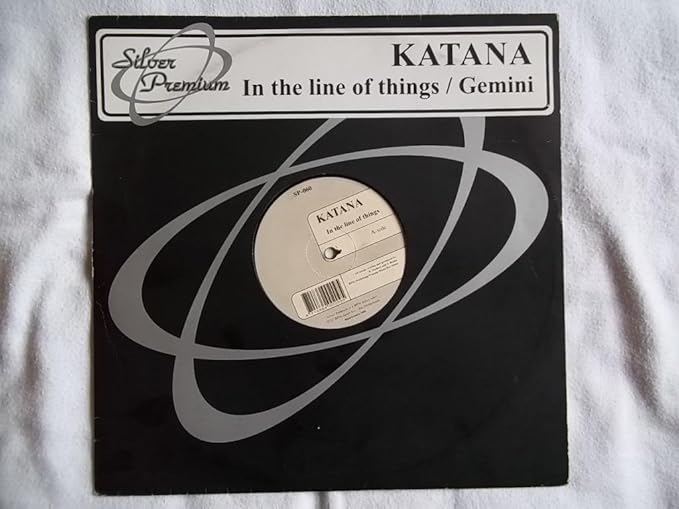 Silver
Premium
KATANA
In the line of things / Gemini
SP-060
KATANA
In the line of things
A-side